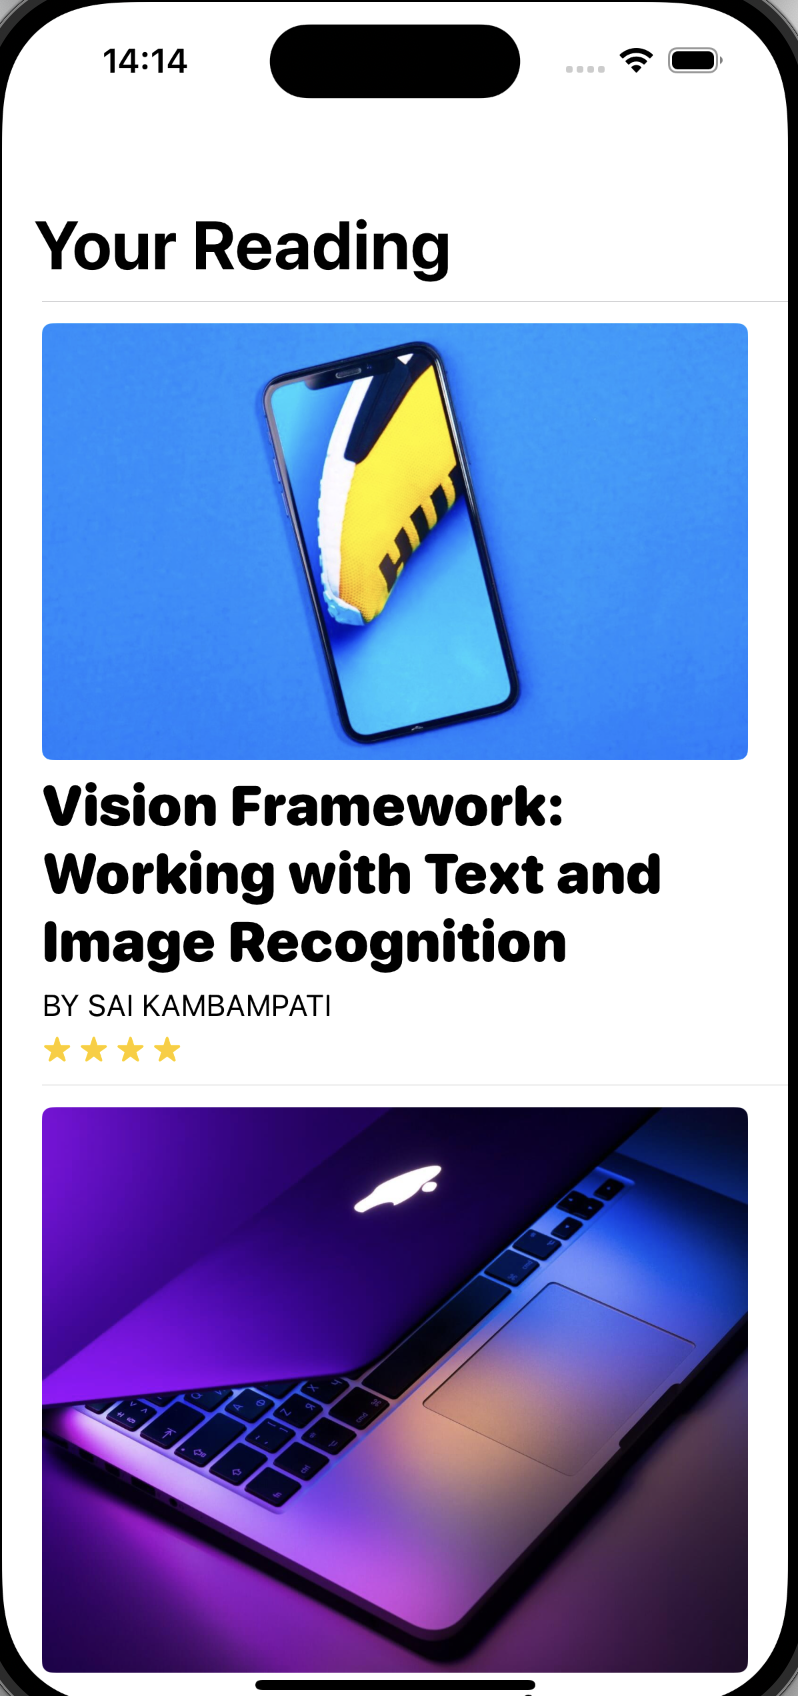 14:14
Your Reading
Vision Framework:
Working with Text and
Image Recognition
BY SAI KAMBAMPATI